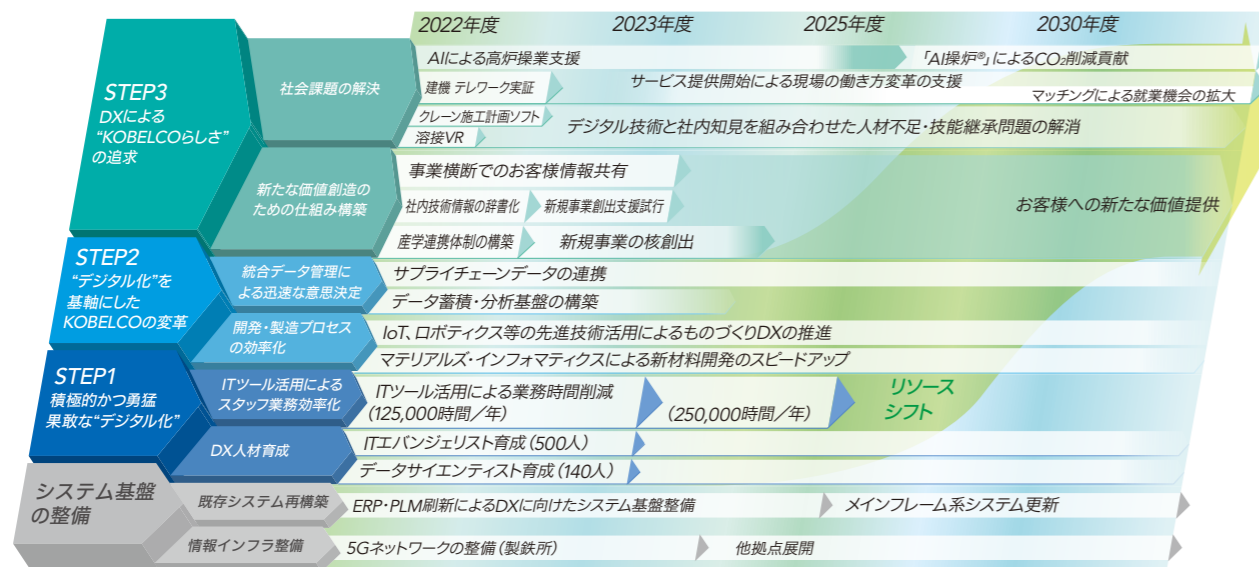 2022年度
2023年度
2025年度
2030年度
STEP3
DXによる
“KOBELCOらしさ”
の追求
社会課題の解決
AIによる高炉操業支援
「AI操炉®」によるCO₂削減貢献
建機 テレワーク実証
サービス提供開始による現場の働き方変革の支援
マッチングによる就業機会の拡大
クレーン施工計画ソフト
溶接VR
デジタル技術と社内知見を組み合わせた人材不足・技能継承問題の解消
新たな価値創造の
ための仕組み構築
事業横断でのお客様情報共有
社内技術情報の辞書化
新規事業創出支援試行
お客様への新たな価値提供
産学連携体制の構築
新規事業の核創出
STEP2
“デジタル化”を
基軸にした
KOBELCOの変革
統合データ管理に
よる迅速な意思決定
サプライチェーンデータの連携
データ蓄積・分析基盤の構築
開発・製造プロセス
の効率化
IoT、ロボティクス等の先進技術活用によるものづくりDXの推進
マテリアルズ・インフォマティクスによる新材料開発のスピードアップ
STEP1
積極的かつ勇猛
果敢な“デジタル化”
ITツール活用による
スタッフ業務効率化
ITツール活用による業務時間削減
(125,000時間／年)
(250,000時間／年)
リソース
シフト
DX人材育成
ITエバンジェリスト育成(500人)
データサイエンティスト育成(140人)
システム基盤
の整備
既存システム再構築
ERP・PLM刷新によるDXに向けたシステム基盤整備
メインフレーム系システム更新
情報インフラ整備
5Gネットワークの整備(製鉄所)
他拠点展開